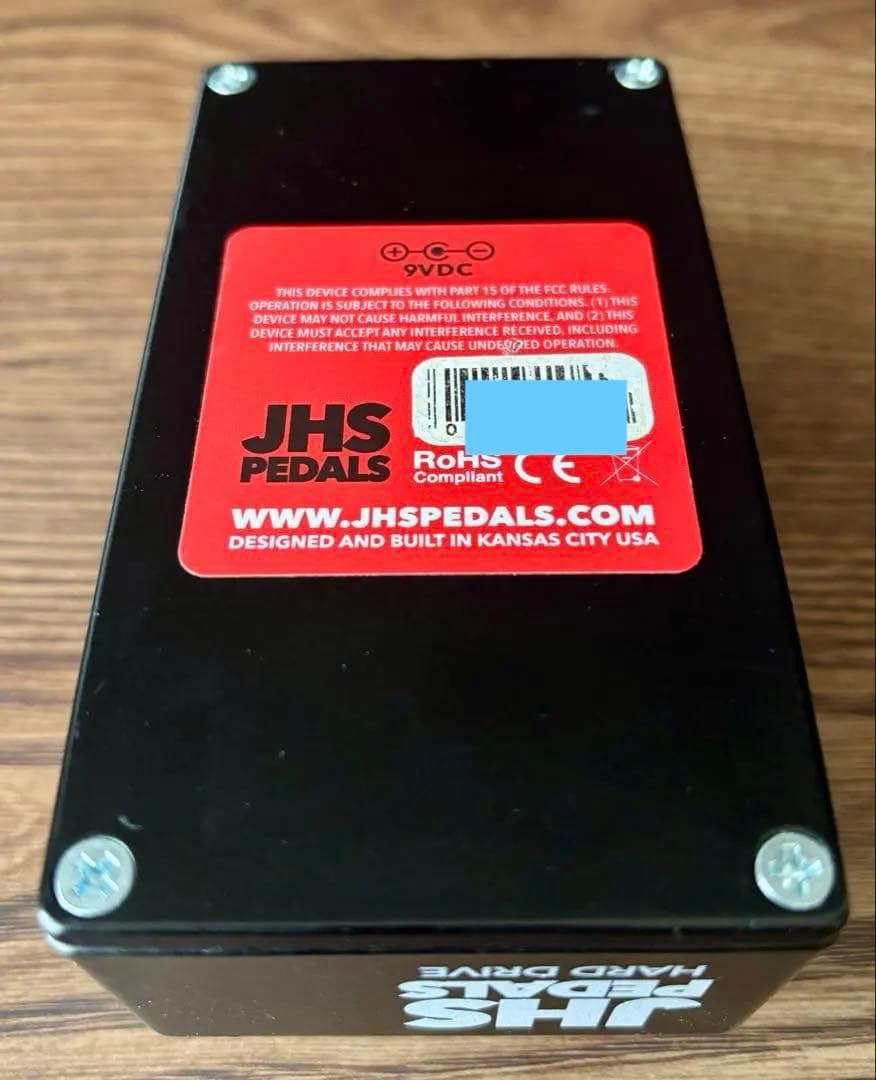 + C −
9VDC
THIS DEVICE COMPLIES WITH PART 15 OF THE FCC RULES.
OPERATION IS SUBJECT TO THE FOLLOWING CONDITIONS. (1) THIS
DEVICE MAY NOT CAUSE HARMFUL INTERFERENCE, AND (2) THIS
DEVICE MUST ACCEPT ANY INTERFERENCE RECEIVED, INCLUDING
INTERFERENCE THAT MAY CAUSE UNDESIRED OPERATION.
0
JHS
PEDALS
RoHS
Compliant
CE
WWW.JHSPEDALS.COM
DESIGNED AND BUILT IN KANSAS CITY USA
JHS
PEDALS
HARD DRIVE